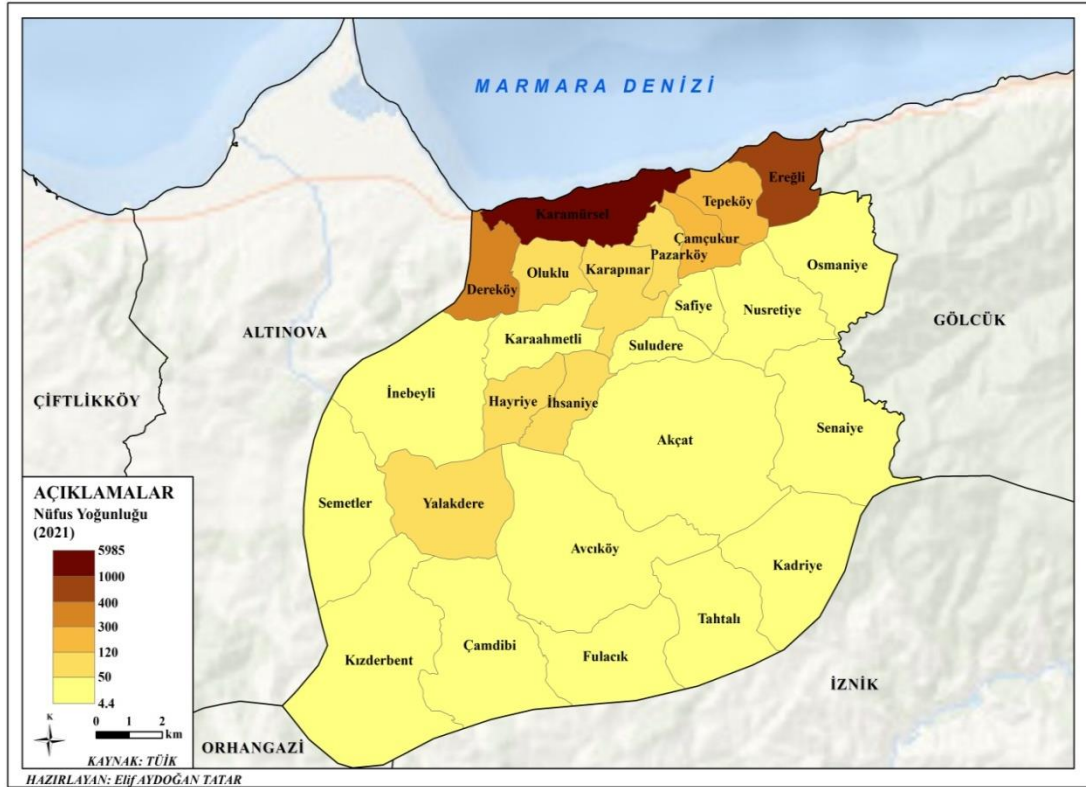 MARMARA DENİZİ
Ereğli
Tepeköy
Karamürsel
Çamçukur
Pazarköy
Osmaniye
Oluklu
Karapınar
Dereköy
Safiye
Nusretiye
GÖLCÜK
ALTINOVA
Karaahmetli
Suludere
İnebeyli
ÇİFTLİKKÖY
Hayriye
İhsaniye
Akçat
Senaiye
AÇIKLAMALAR
Nüfus Yoğunluğu
(2021)
5985
1000
400
300
120
50
4.4
Semetler
Yalakdere
Avcıköy
Kadriye
Tahtalı
Çamdibi
Fulacık
Kızderbent
İZNİK
K
0 1 2
km
ORHANGAZİ
KAYNAK: TÜİK
HAZIRLAYAN: Elif AYDOĞAN TATAR